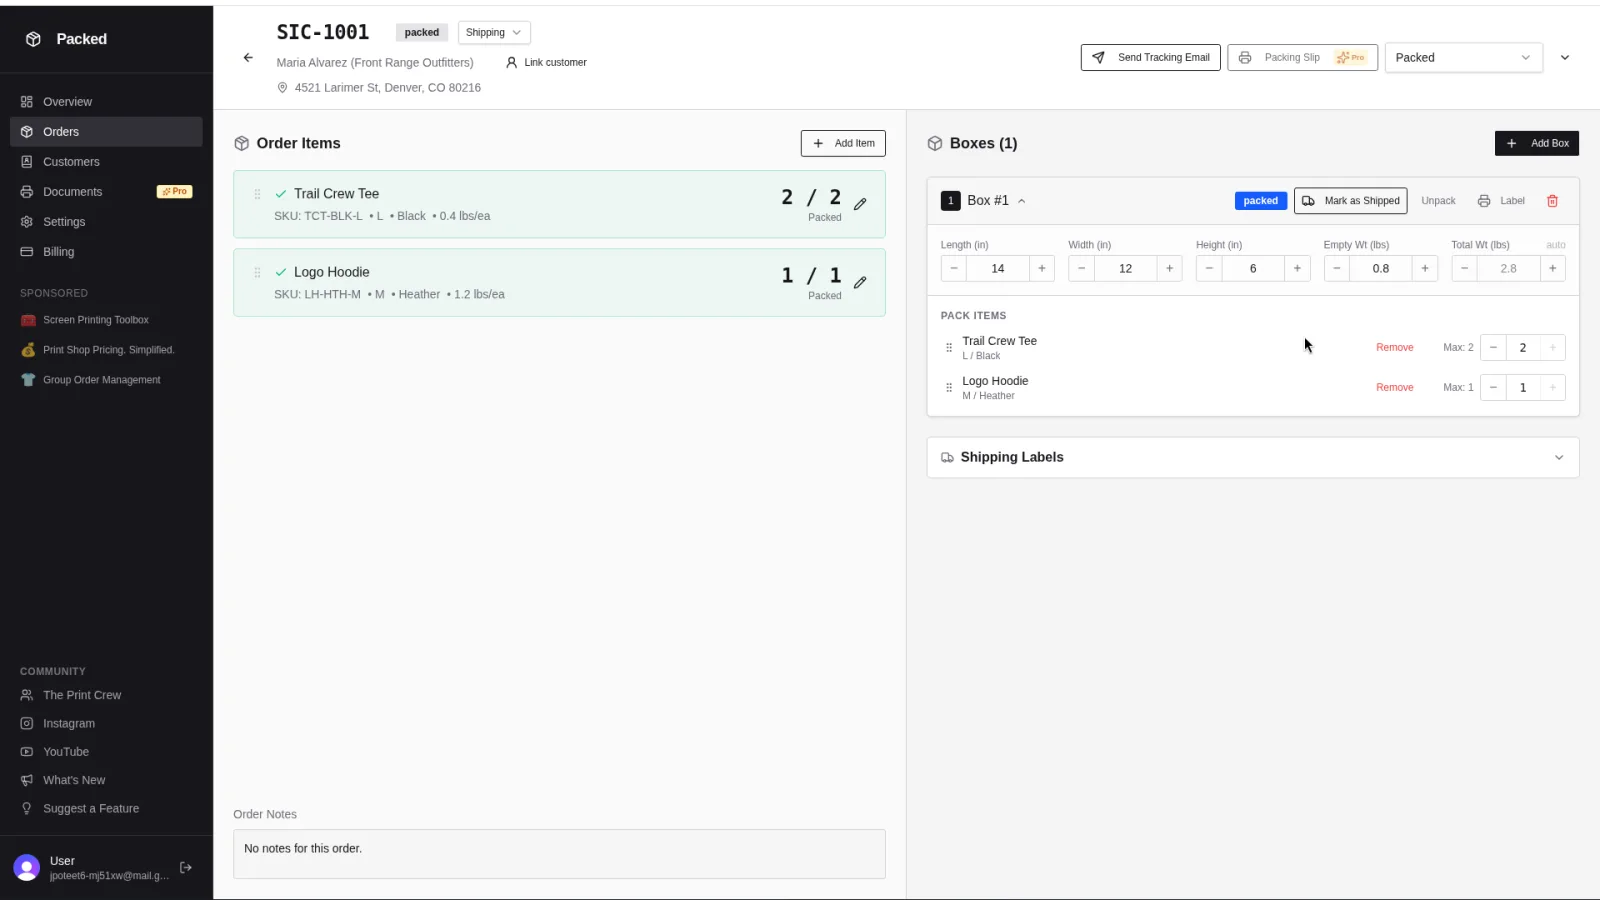 Packed
Overview
Orders
Customers
Documents Pro
Settings
Billing
SPONSORED
Screen Printing Toolbox
Print Shop Pricing. Simplified.
Group Order Management
COMMUNITY
The Print Crew
Instagram
YouTube
What's New
Suggest a Feature
User
jpoteet6-mj51xw@mail.g...
SIC-1001 packed Shipping
Maria Alvarez (Front Range Outfitters) Link customer
4521 Larimer St, Denver, CO 80216
Send Tracking Email Packing Slip Pro Packed
Order Items Add Item
Trail Crew Tee 2 / 2
SKU: TCT-BLK-L • L • Black • 0.4 lbs/ea Packed
Logo Hoodie 1 / 1
SKU: LH-HTH-M • M • Heather • 1.2 lbs/ea Packed
Order Notes
No notes for this order.
Boxes (1) Add Box
1 Box #1 packed Mark as Shipped Unpack Label
Length (in) Width (in) Height (in) Empty Wt (lbs) Total Wt (lbs) auto
− 14 + − 12 + − 6 + − 0.8 + − 2.8 +
PACK ITEMS
Trail Crew Tee Remove Max: 2 − 2 +
L / Black
Logo Hoodie Remove Max: 1 − 1 +
M / Heather
Shipping Labels